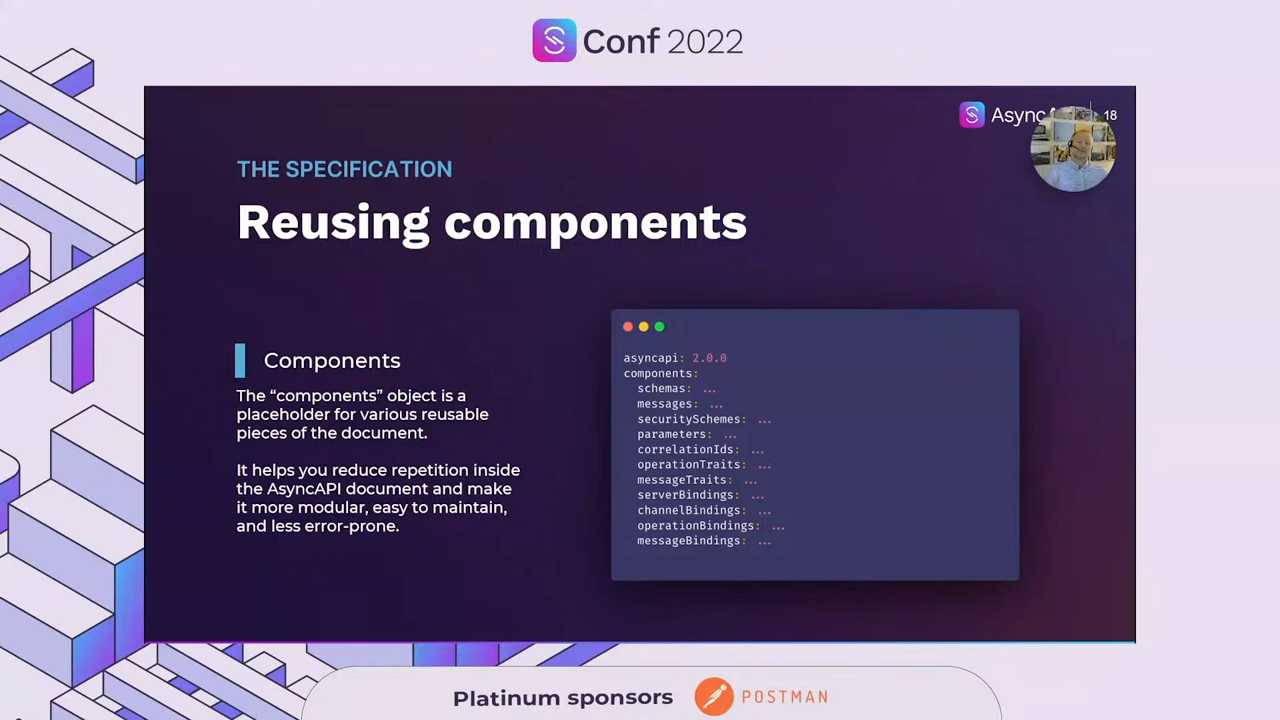 Conf 2022
Async
18
THE SPECIFICATION
Reusing components
Components
The “components” object is a
placeholder for various reusable
pieces of the document.
It helps you reduce repetition inside
the AsyncAPI document and make
it more modular, easy to maintain,
and less error-prone.
asyncapi: 2.0.0
components:
schemas: ...
messages: ...
securitySchemes: ...
parameters: ...
correlationIds: ...
operationTraits: ...
messageTraits: ...
serverBindings: ...
channelBindings: ...
operationBindings: ...
messageBindings: ...
Platinum sponsors
POSTMAN